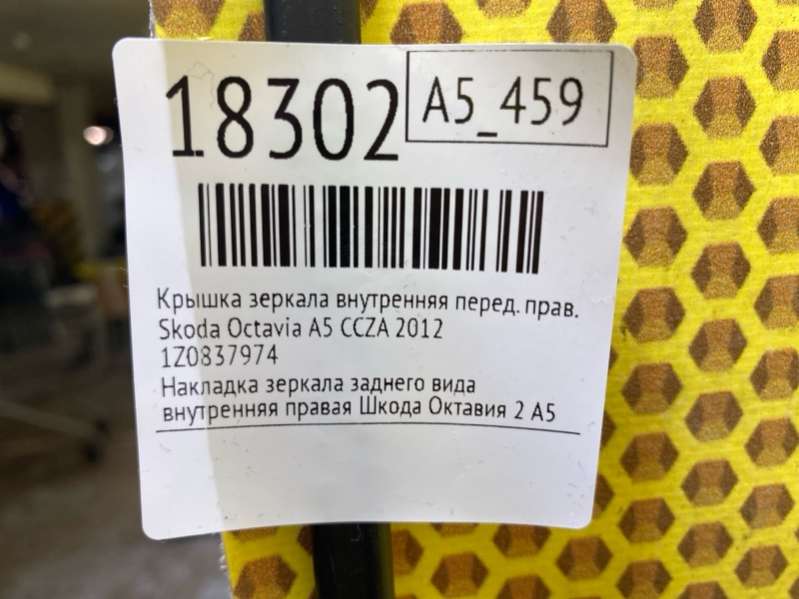 18302
A5_459
Крышка зеркала внутренняя перед. прав.
Skoda Octavia A5 CCZA 2012
1Z0837974
Накладка зеркала заднего вида
внутренняя правая Шкода Октавия 2 А5